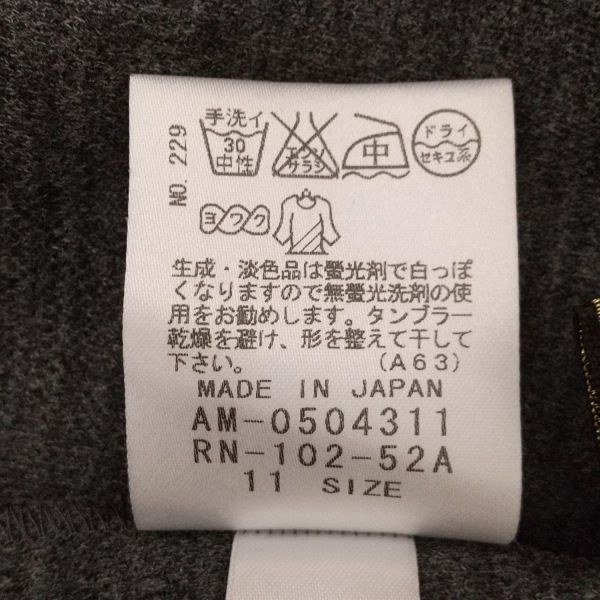 NO. 229
手洗イ
30
中性
エンソ
サラシ
中
ドライ
セキユ系
ヨワク
生成・淡色品は螢光剤で白っぽ
くなりますので無螢光洗剤の使
用をお勧めします。タンブラー
乾燥を避け、形を整えて干して
下さい。 （A63）
MADE IN JAPAN
AM-0504311
RN-102-52A
11 SIZE